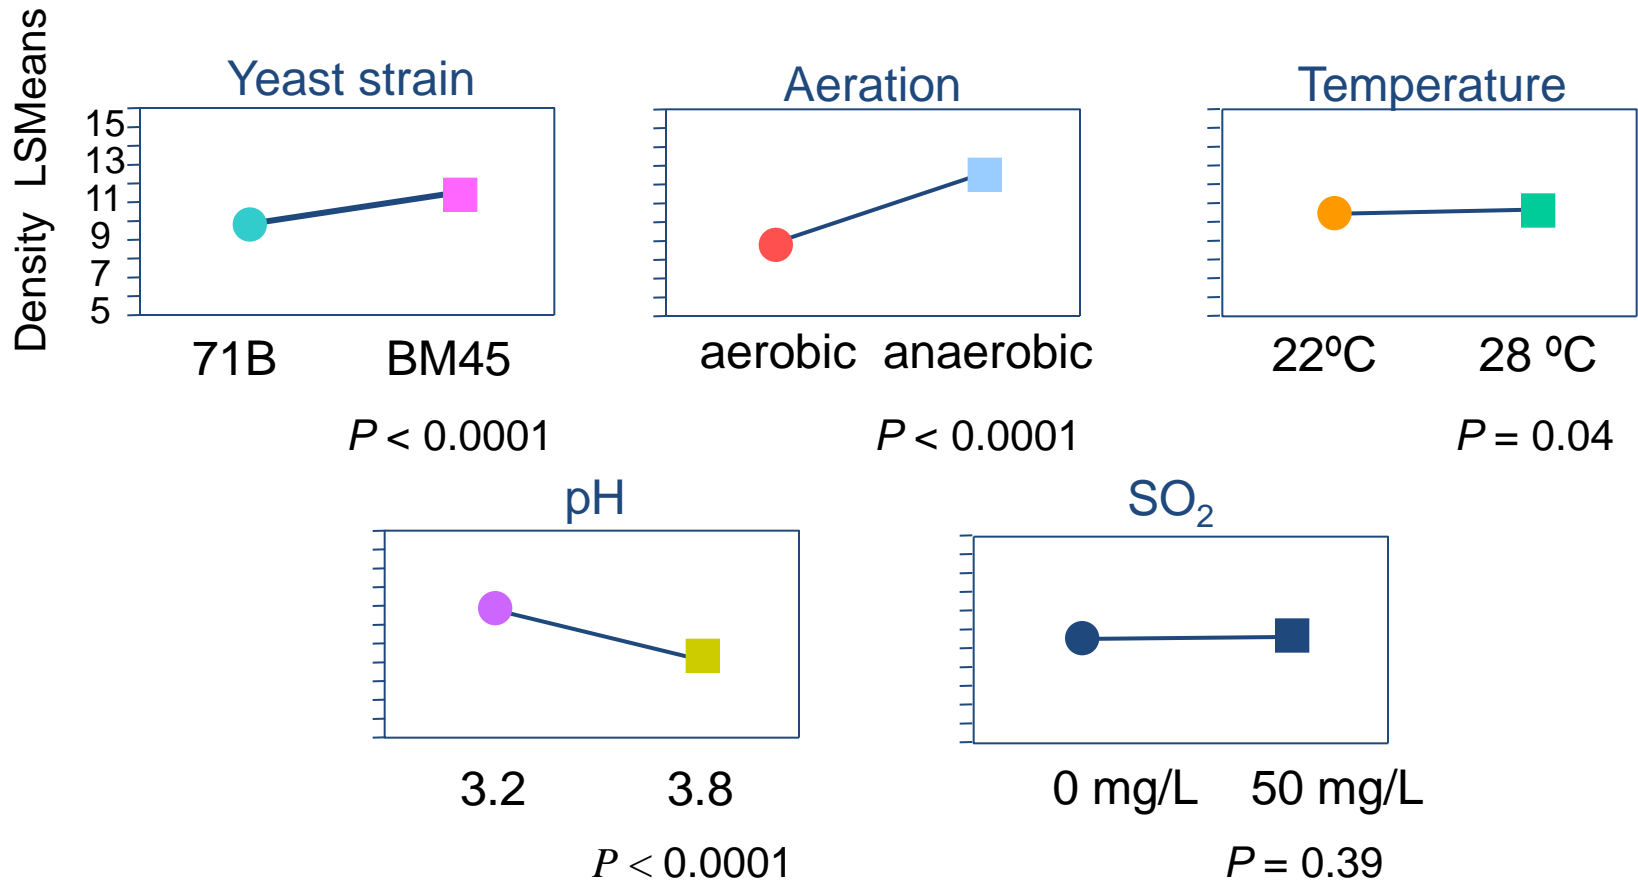 Density LSMeans
Yeast strain
15
13
11
9
7
5
71B BM45
P < 0.0001
Aeration
aerobic anaerobic
P < 0.0001
Temperature
22ºC 28 ºC
P = 0.04
pH
3.2 3.8
P < 0.0001
SO₂
0 mg/L 50 mg/L
P = 0.39